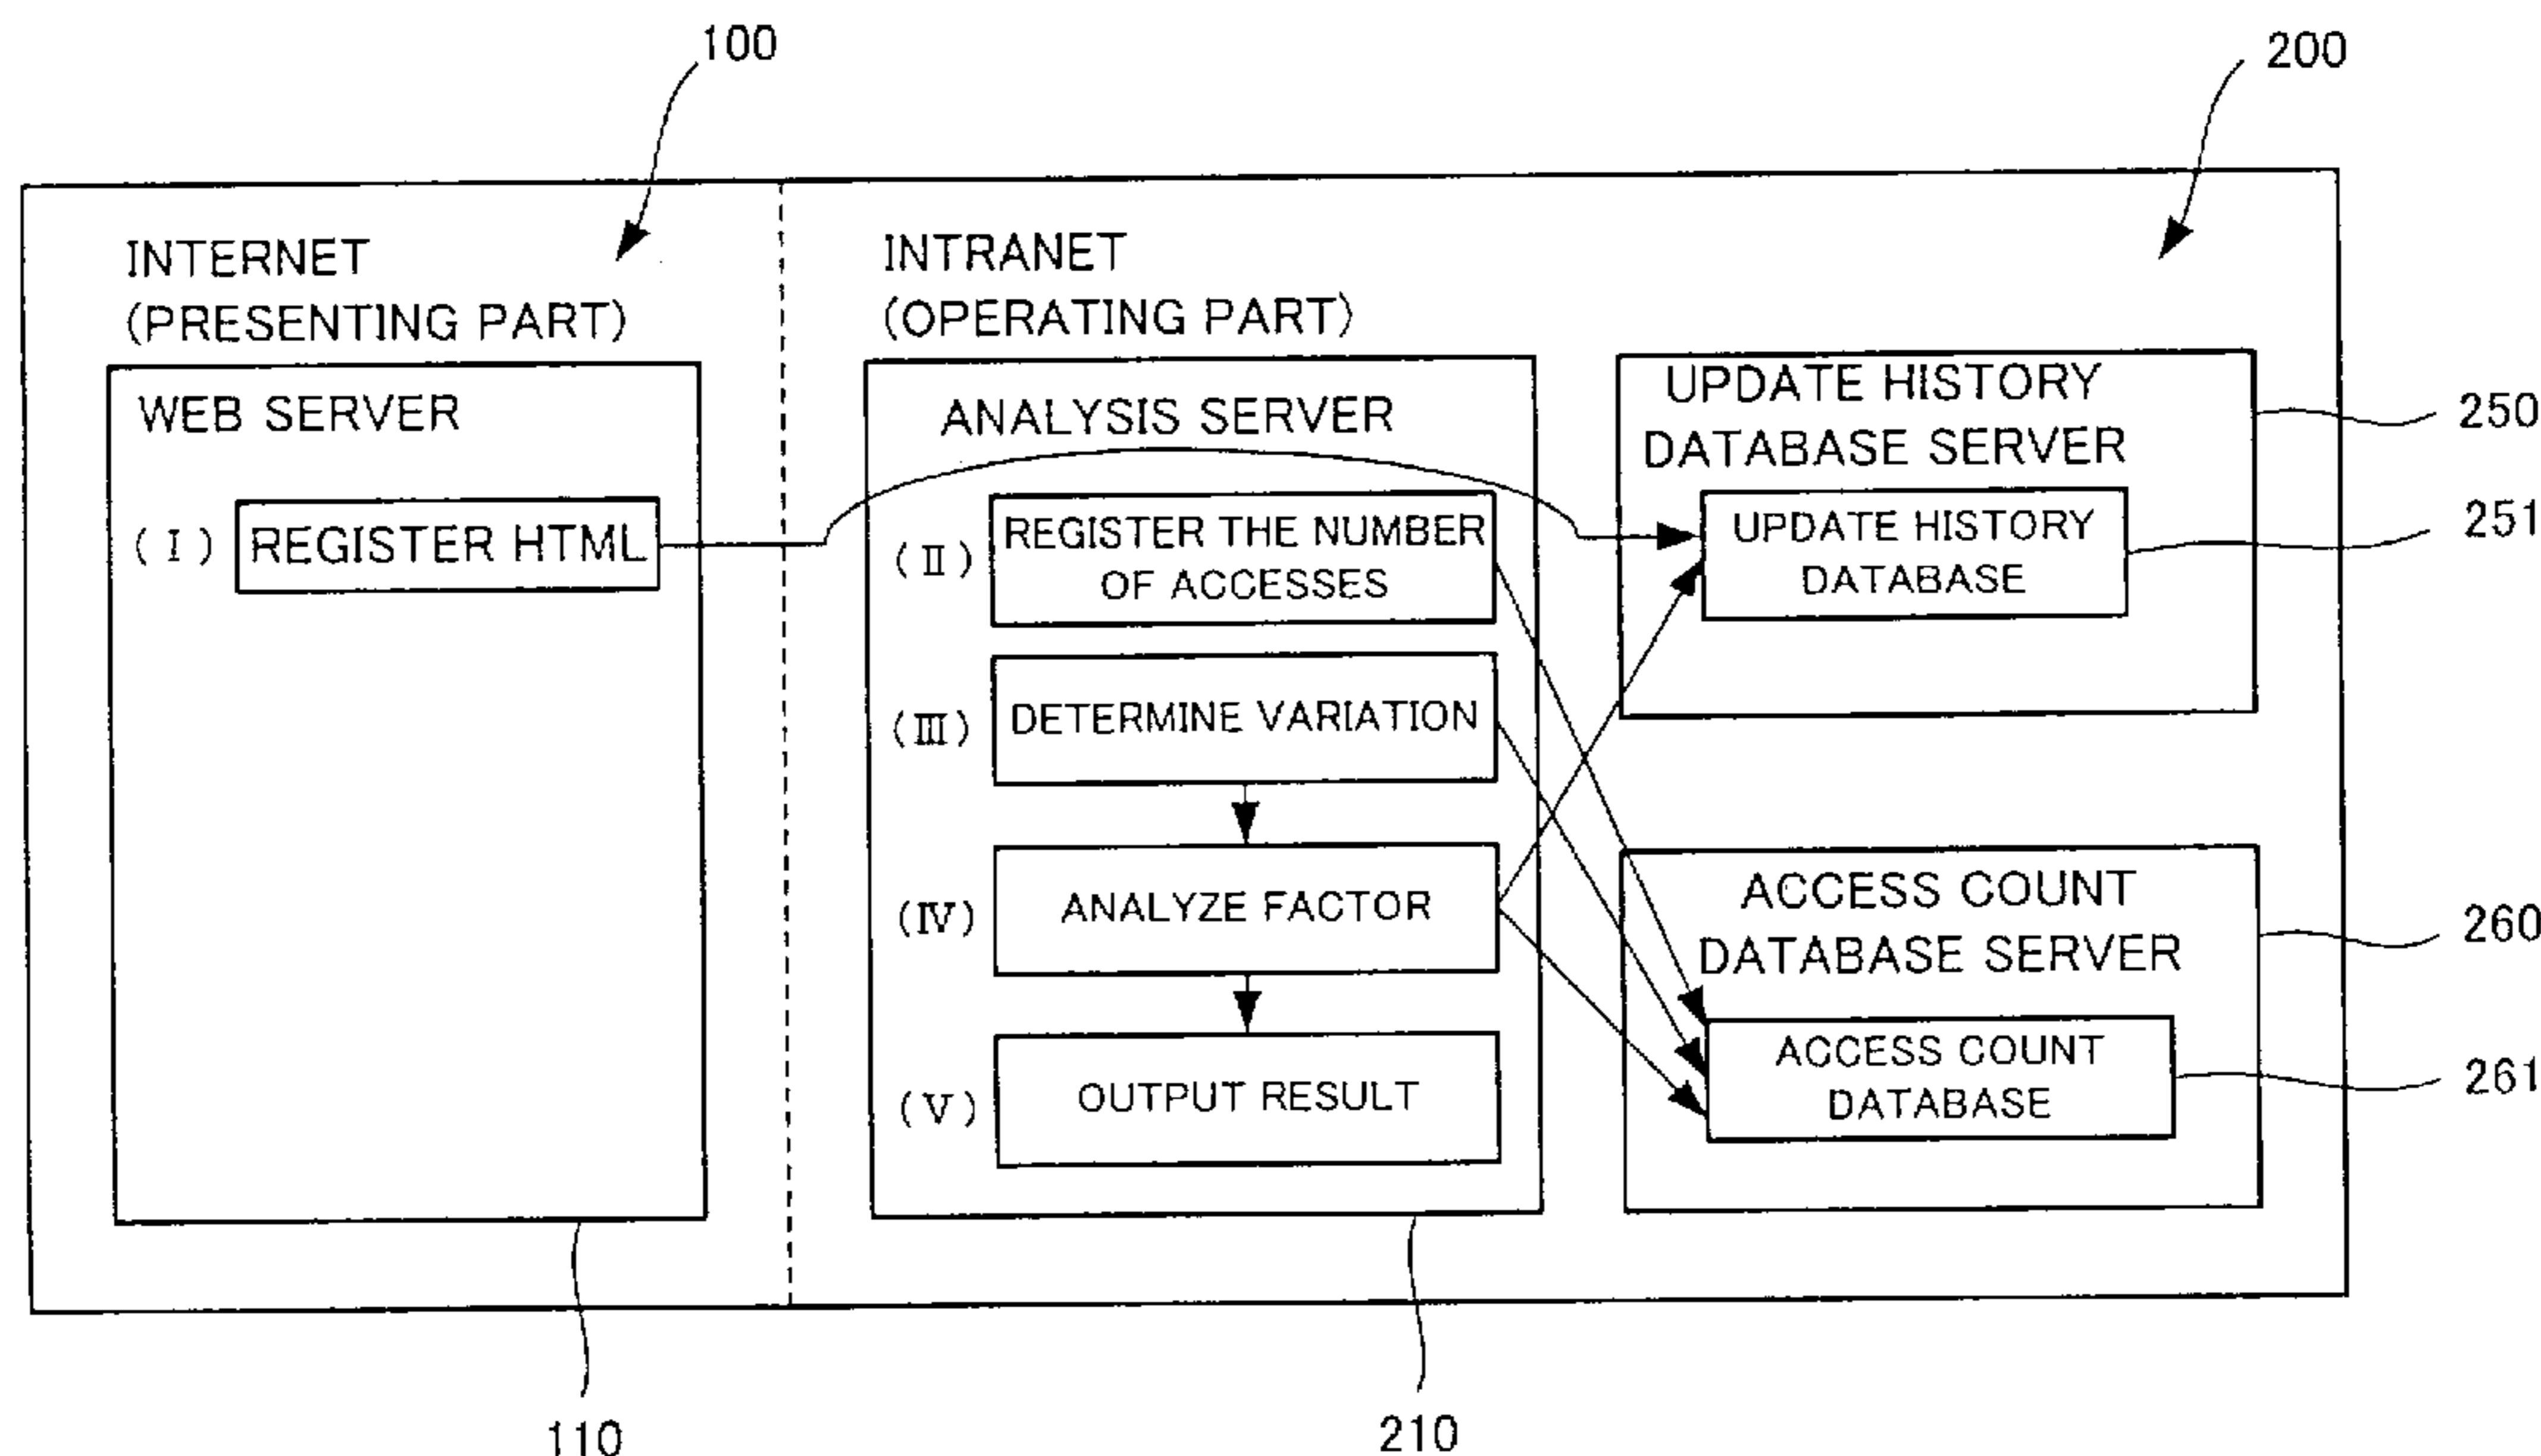 100
200
INTERNET
(PRESENTING PART)
INTRANET
(OPERATING PART)
WEB SERVER
(Ⅰ) REGISTER HTML
ANALYSIS SERVER
(Ⅱ) REGISTER THE NUMBER
OF ACCESSES
(Ⅲ) DETERMINE VARIATION
(Ⅳ) ANALYZE FACTOR
(Ⅴ) OUTPUT RESULT
UPDATE HISTORY
DATABASE SERVER
UPDATE HISTORY
DATABASE
250
251
ACCESS COUNT
DATABASE SERVER
ACCESS COUNT
DATABASE
260
261
110
210